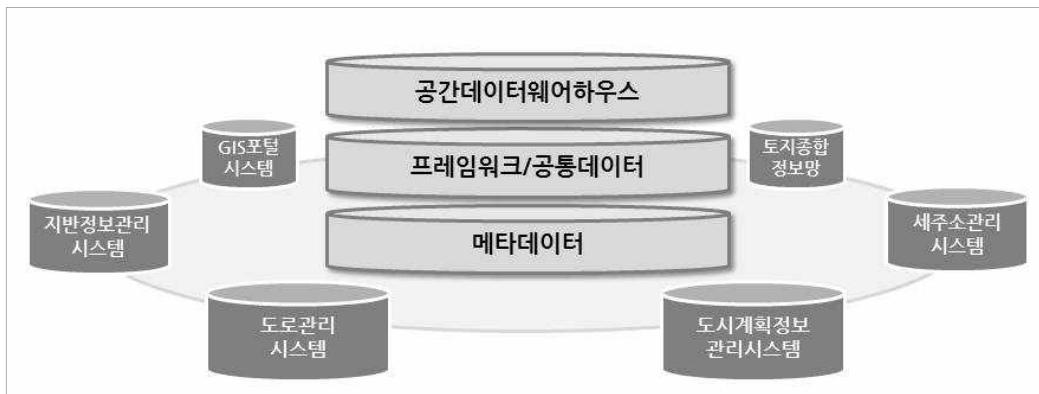 공간데이터웨어하우스
GIS포털
시스템
프레임워크/공통데이터
토지종합
정보망
지반정보관리
시스템
메타데이터
세주소관리
시스템
도로관리
시스템
도시계획정보
관리시스템